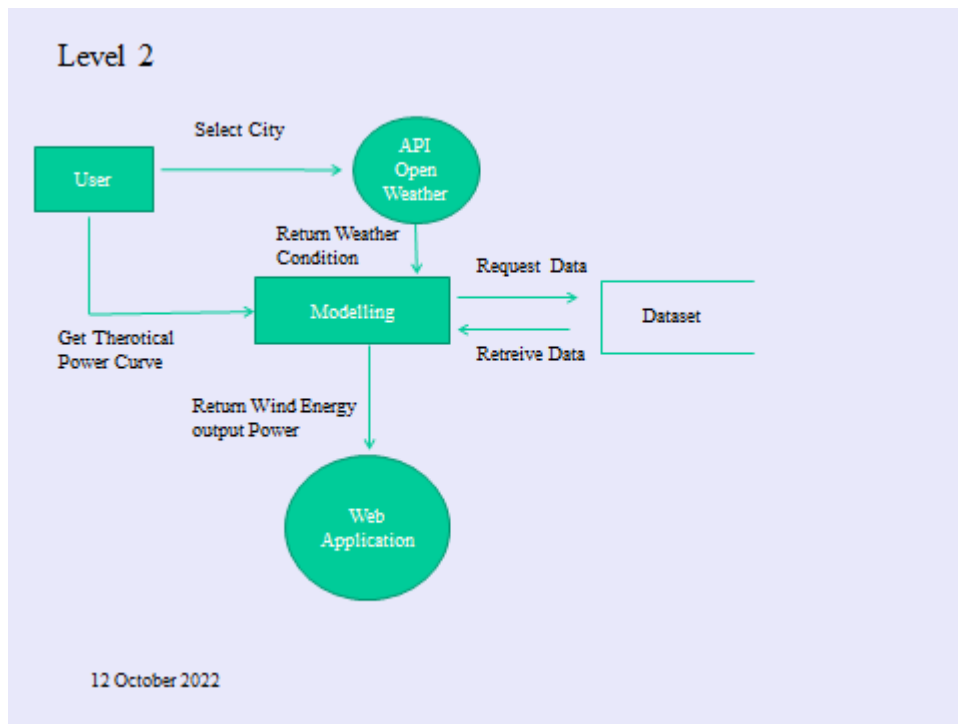 Level 2
Select City
API
Open
Weather
User
Return Weather
Condition
Request Data
Modelling
Dataset
Get Therotical
Power Curve
Retreive Data
Return Wind Energy
output Power
Web
Application
12 October 2022